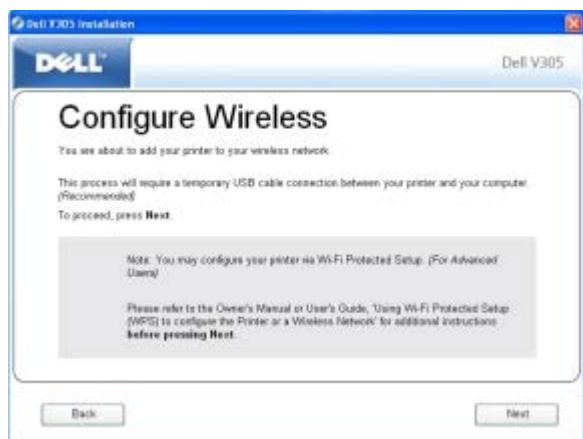 Dell V305 Installation
DELL
Dell V305
Configure Wireless
You are about to add your printer to your wireless network.
This process will require a temporary USB cable connection between your printer and your computer.
(Recommended)
To proceed, press Next.
Note: You may configure your printer via Wi-Fi Protected Setup. (For Advanced
Users)
Please refer to the Owner's Manual or User's Guide, 'Using Wi-Fi Protected Setup
(WPS) to configure the Printer or a Wireless Network' for additional instructions
before pressing Next.
Back
Next